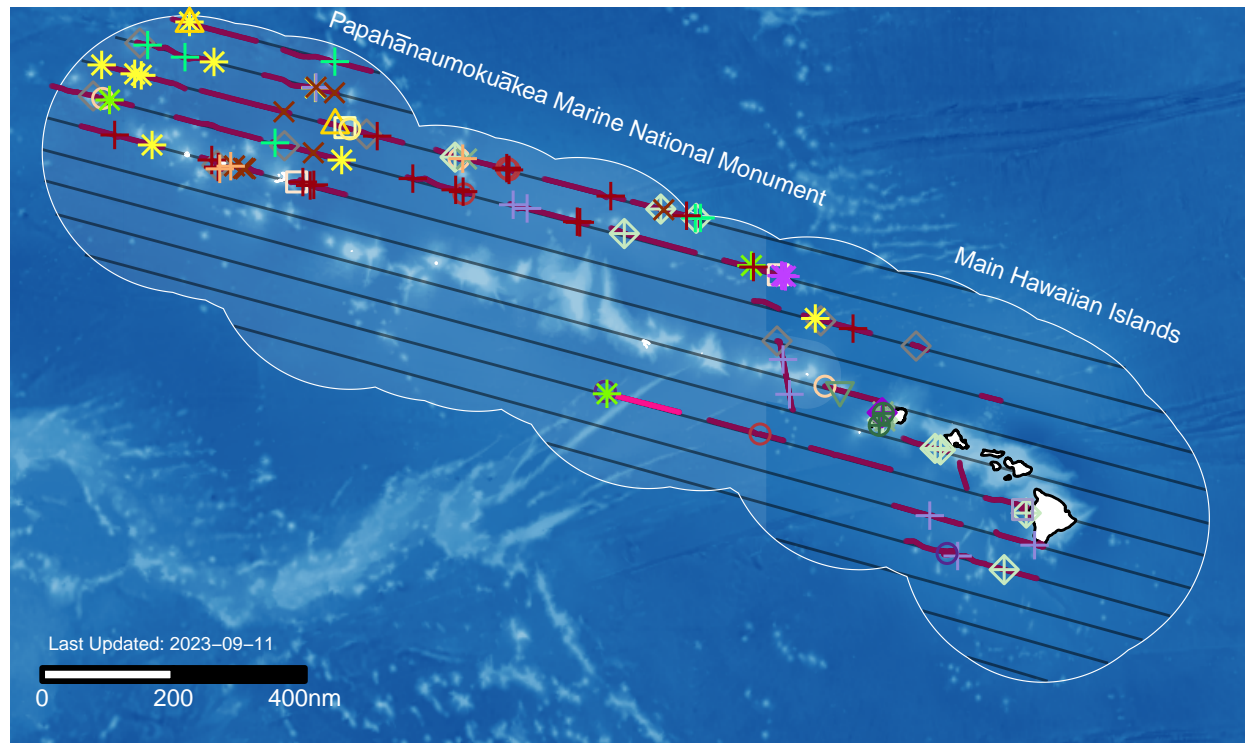 Papahānaumokuākea Marine National Monument
Main Hawaiian Islands
Last Updated: 2023−09−11
0 200 400nm